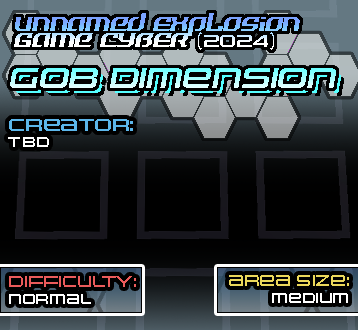 UNNAMED EXPLOSION
GAME CYBER (2024)
GOB DIMENSION
CREATOR:
TBD
DIFFICULTY:
NORMAL
AREA SIZE:
MEDIUM